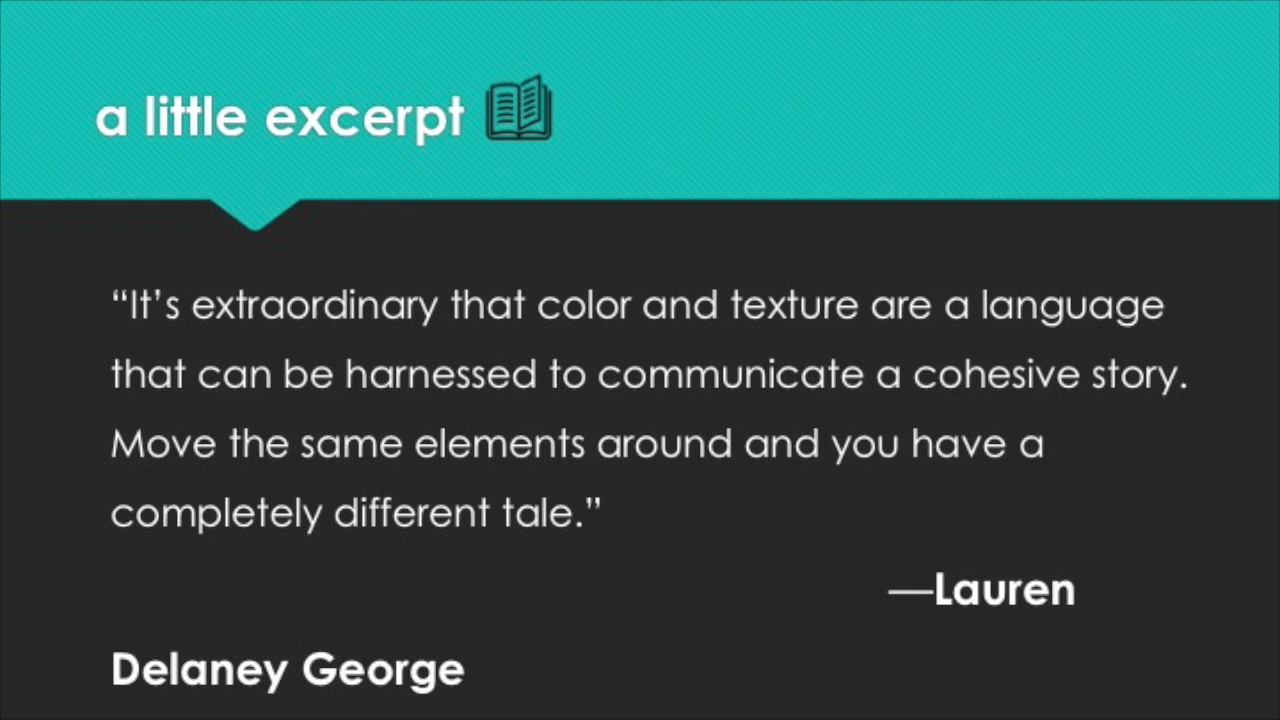 a little excerpt
“It’s extraordinary that color and texture are a language
that can be harnessed to communicate a cohesive story.
Move the same elements around and you have a
completely different tale.”
—Lauren
Delaney George